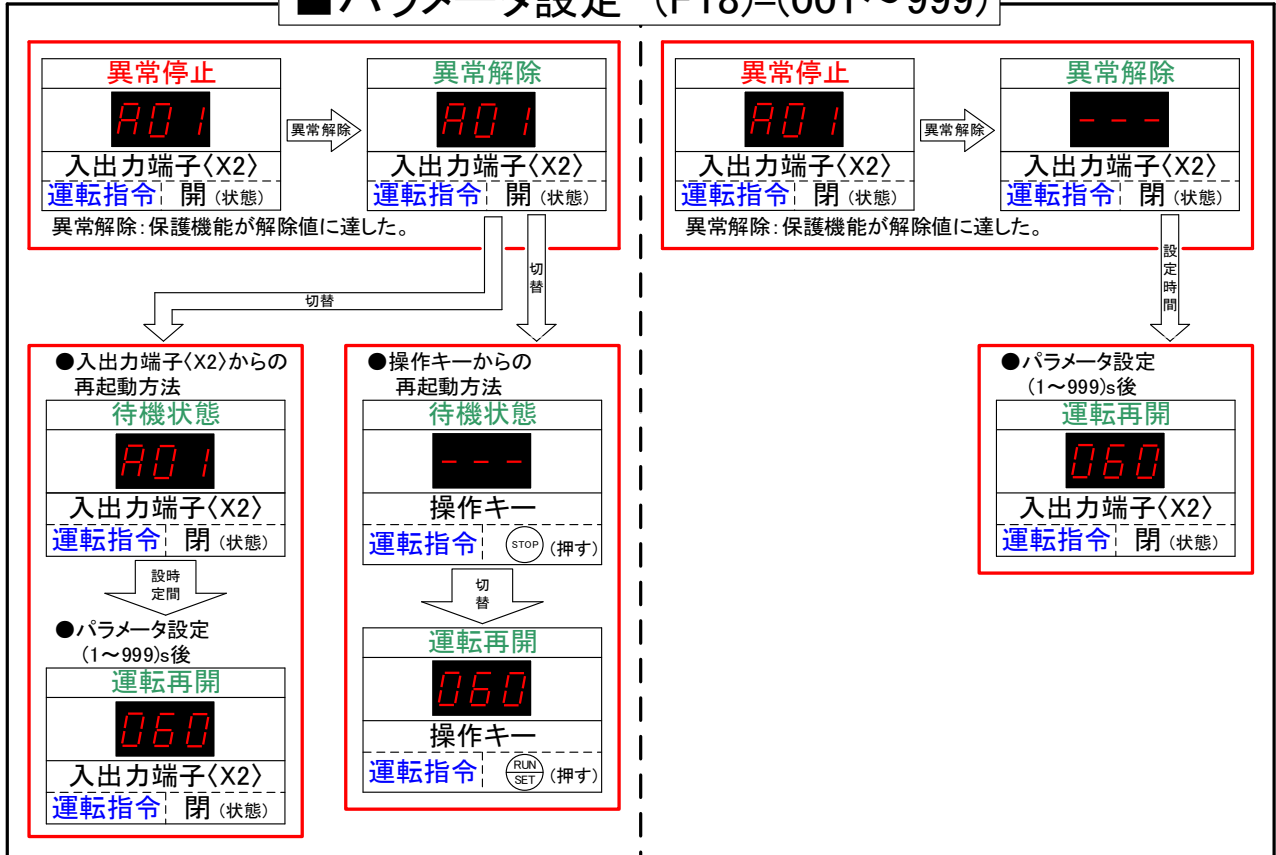 ■パラメータ設定 (F18)=(001～999)
異常停止
A01
入出力端子〈X2〉
運転指令 開 (状態)
異常解除
異常解除
A01
入出力端子〈X2〉
運転指令 開 (状態)
異常解除：保護機能が解除値に達した。
切替
切替
●入出力端子〈X2〉からの
再起動方法
待機状態
A01
入出力端子〈X2〉
運転指令 閉 (状態)
設定時間
●パラメータ設定
(1～999)s後
運転再開
060
入出力端子〈X2〉
運転指令 閉 (状態)
●操作キーからの
再起動方法
待機状態
---
操作キー
運転指令 STOP (押す)
切替
運転再開
060
操作キー
運転指令 RUN SET (押す)
異常停止
A01
入出力端子〈X2〉
運転指令 閉 (状態)
異常解除
異常解除
---
入出力端子〈X2〉
運転指令 閉 (状態)
異常解除：保護機能が解除値に達した。
設定時間
●パラメータ設定
(1～999)s後
運転再開
060
入出力端子〈X2〉
運転指令 閉 (状態)